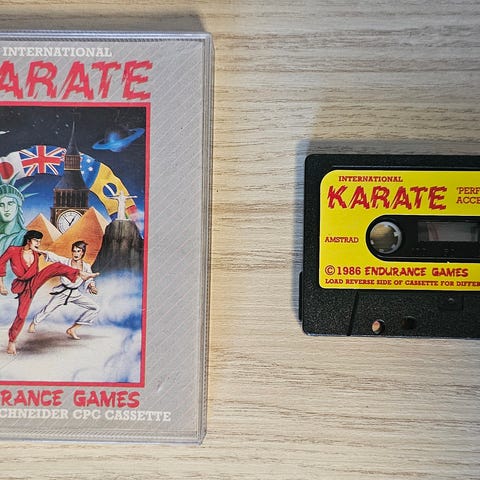 INTERNATIONAL
ARATE
RANCE GAMES
CHNEIDER CPC CASSETTE
INTERNATIONAL
KARATE 'PERF
ACCE
AMSTRAD
© 1986 ENDURANCE GAMES
LOAD REVERSE SIDE OF CASSETTE FOR DIFFER